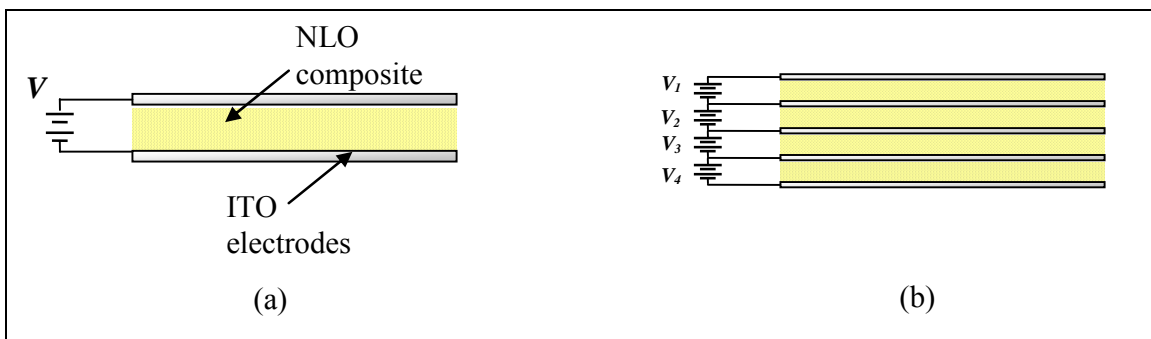 NLO
composite
V
ITO
electrodes
(a)
V1
V2
V3
V4
(b)